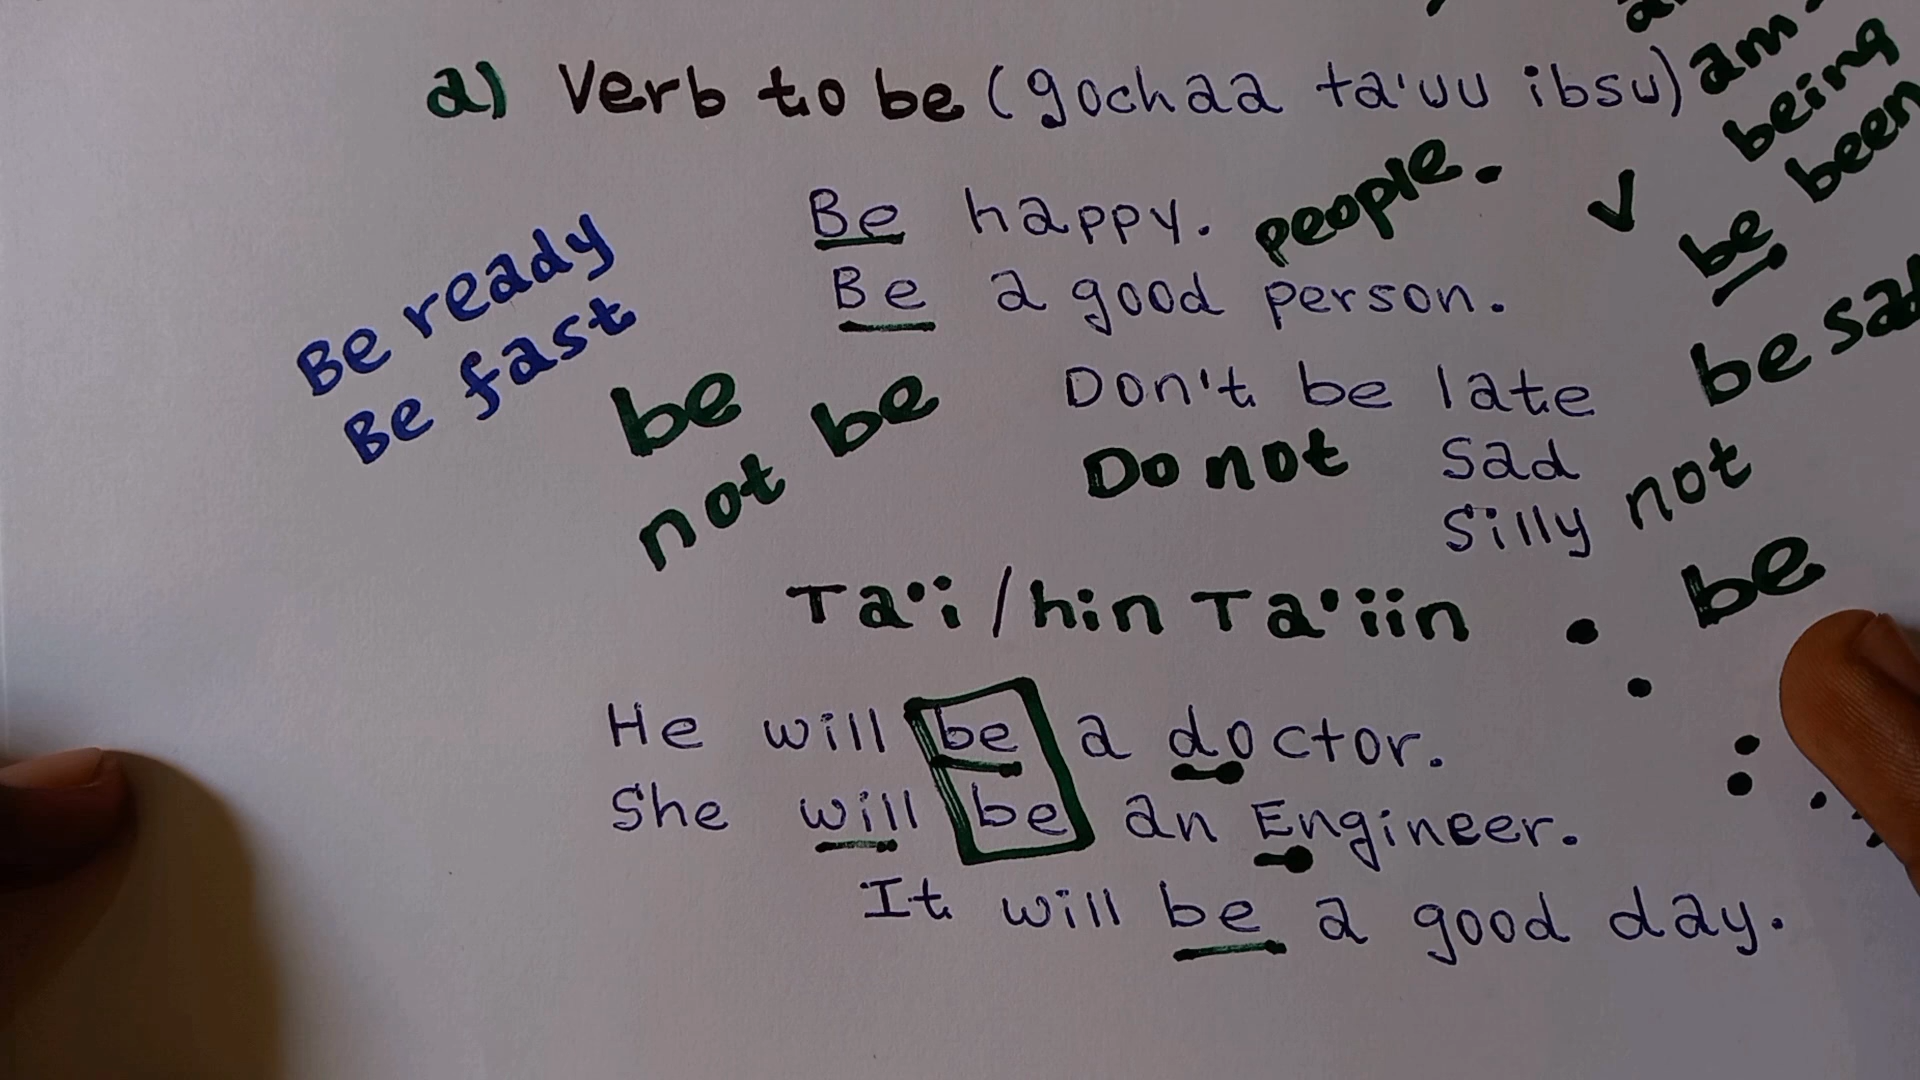 a) Verb to be (gochaa ta'uu ibsu) am
being
been
Be happy. people. ✓
be
Be a good person.
Be ready
Be fast
be sad
Don't be late
be
not be
Do not sad
silly not
be
Ta'i / hin Ta'iin
He will be a doctor.
She will be an Engineer.
It will be a good day.